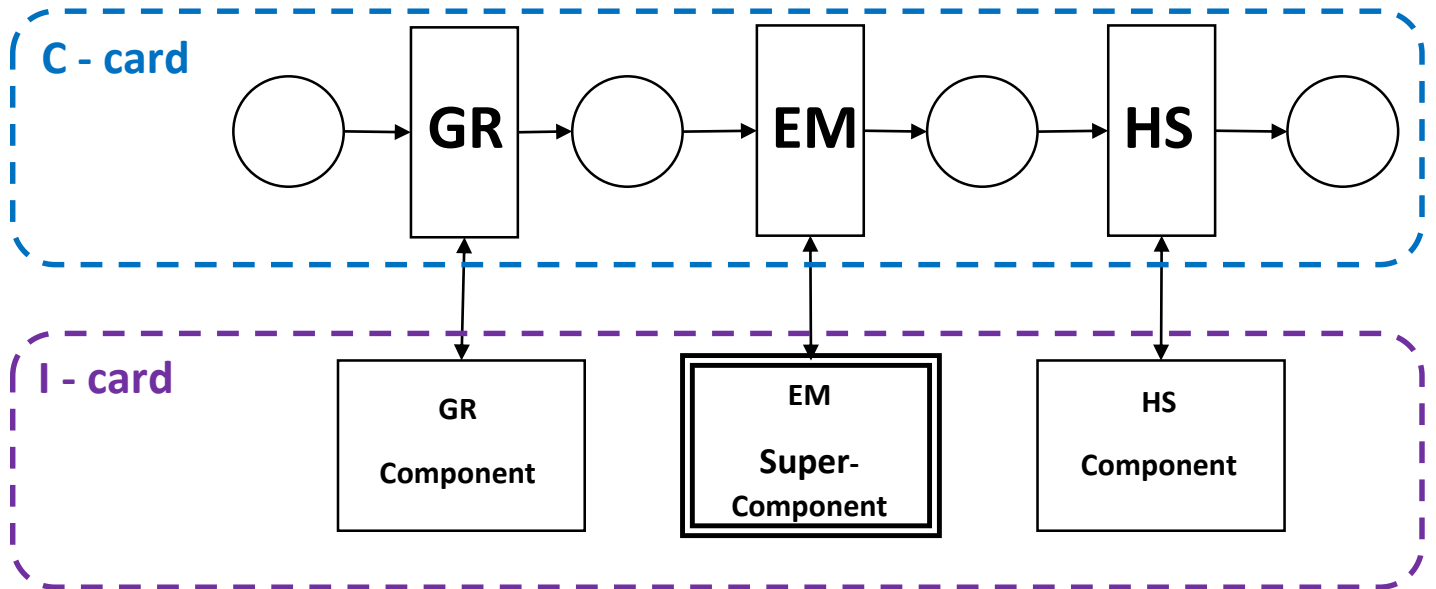 C - card
GR
EM
HS
I - card
GR
Component
EM
Super-
Component
HS
Component